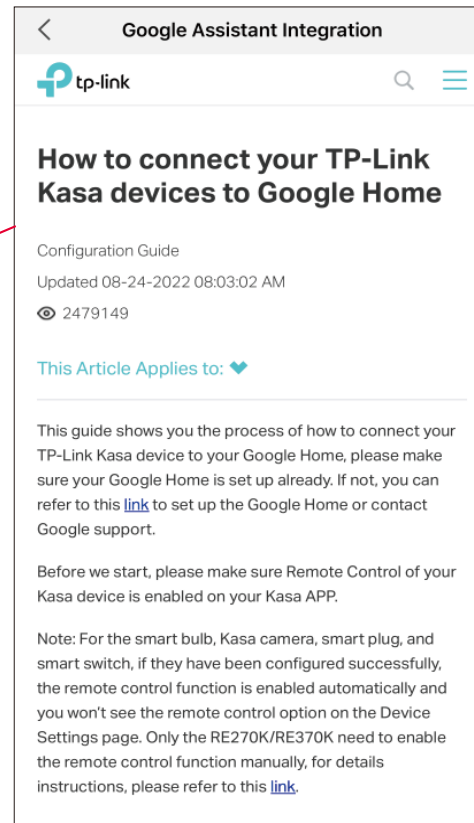 Google Assistant Integration
tp-link
How to connect your TP-Link
Kasa devices to Google Home
Configuration Guide
Updated 08-24-2022 08:03:02 AM
2479149
This Article Applies to:
This guide shows you the process of how to connect your
TP-Link Kasa device to your Google Home, please make
sure your Google Home is set up already. If not, you can
refer to this link to set up the Google Home or contact
Google support.
Before we start, please make sure Remote Control of your
Kasa device is enabled on your Kasa APP.
Note: For the smart bulb, Kasa camera, smart plug, and
smart switch, if they have been configured successfully,
the remote control function is enabled automatically and
you won't see the remote control option on the Device
Settings page. Only the RE270K/RE370K need to enable
the remote control function manually, for details
instructions, please refer to this link.